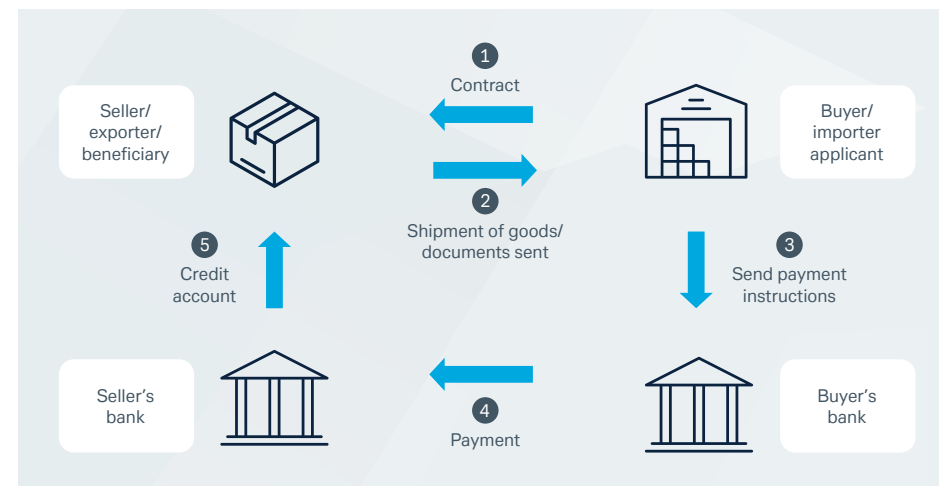 1
Contract
Seller/
exporter/
beneficiary
Buyer/
importer
applicant
2
Shipment of goods/
documents sent
5
Credit
account
3
Send payment
instructions
Seller’s
bank
4
Payment
Buyer’s
bank